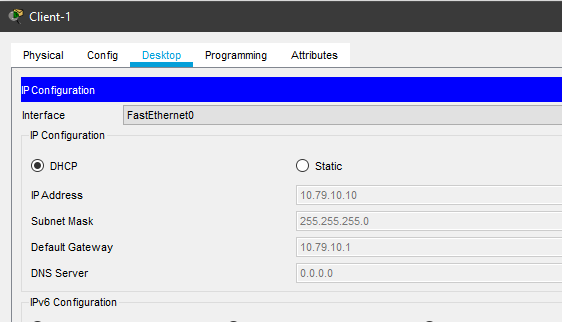 Client-1
Physical Config Desktop Programming Attributes
IP Configuration
Interface FastEthernet0
IP Configuration
DHCP Static
IP Address 10.79.10.10
Subnet Mask 255.255.255.0
Default Gateway 10.79.10.1
DNS Server 0.0.0.0
IPv6 Configuration